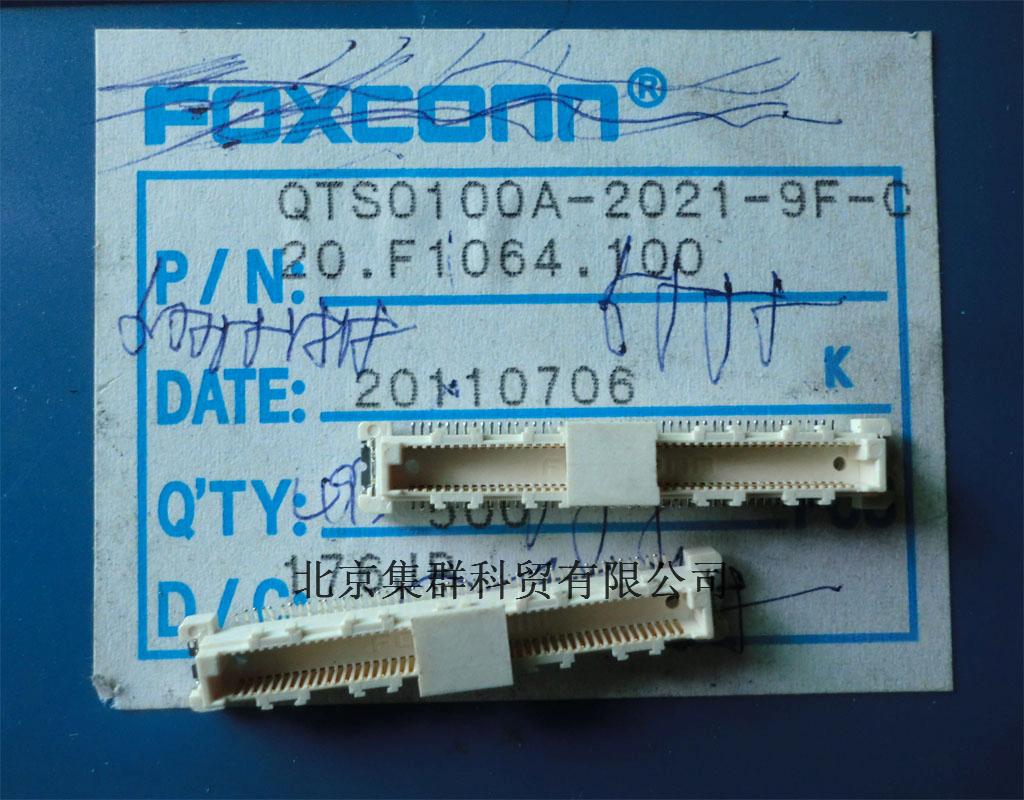 FOXCONN®
QTS0100A-2021-9F-C
P/N: 20.F1064.100
DATE: 20110706 K
Q'TY:
D/C:
北京集群科贸有限公司